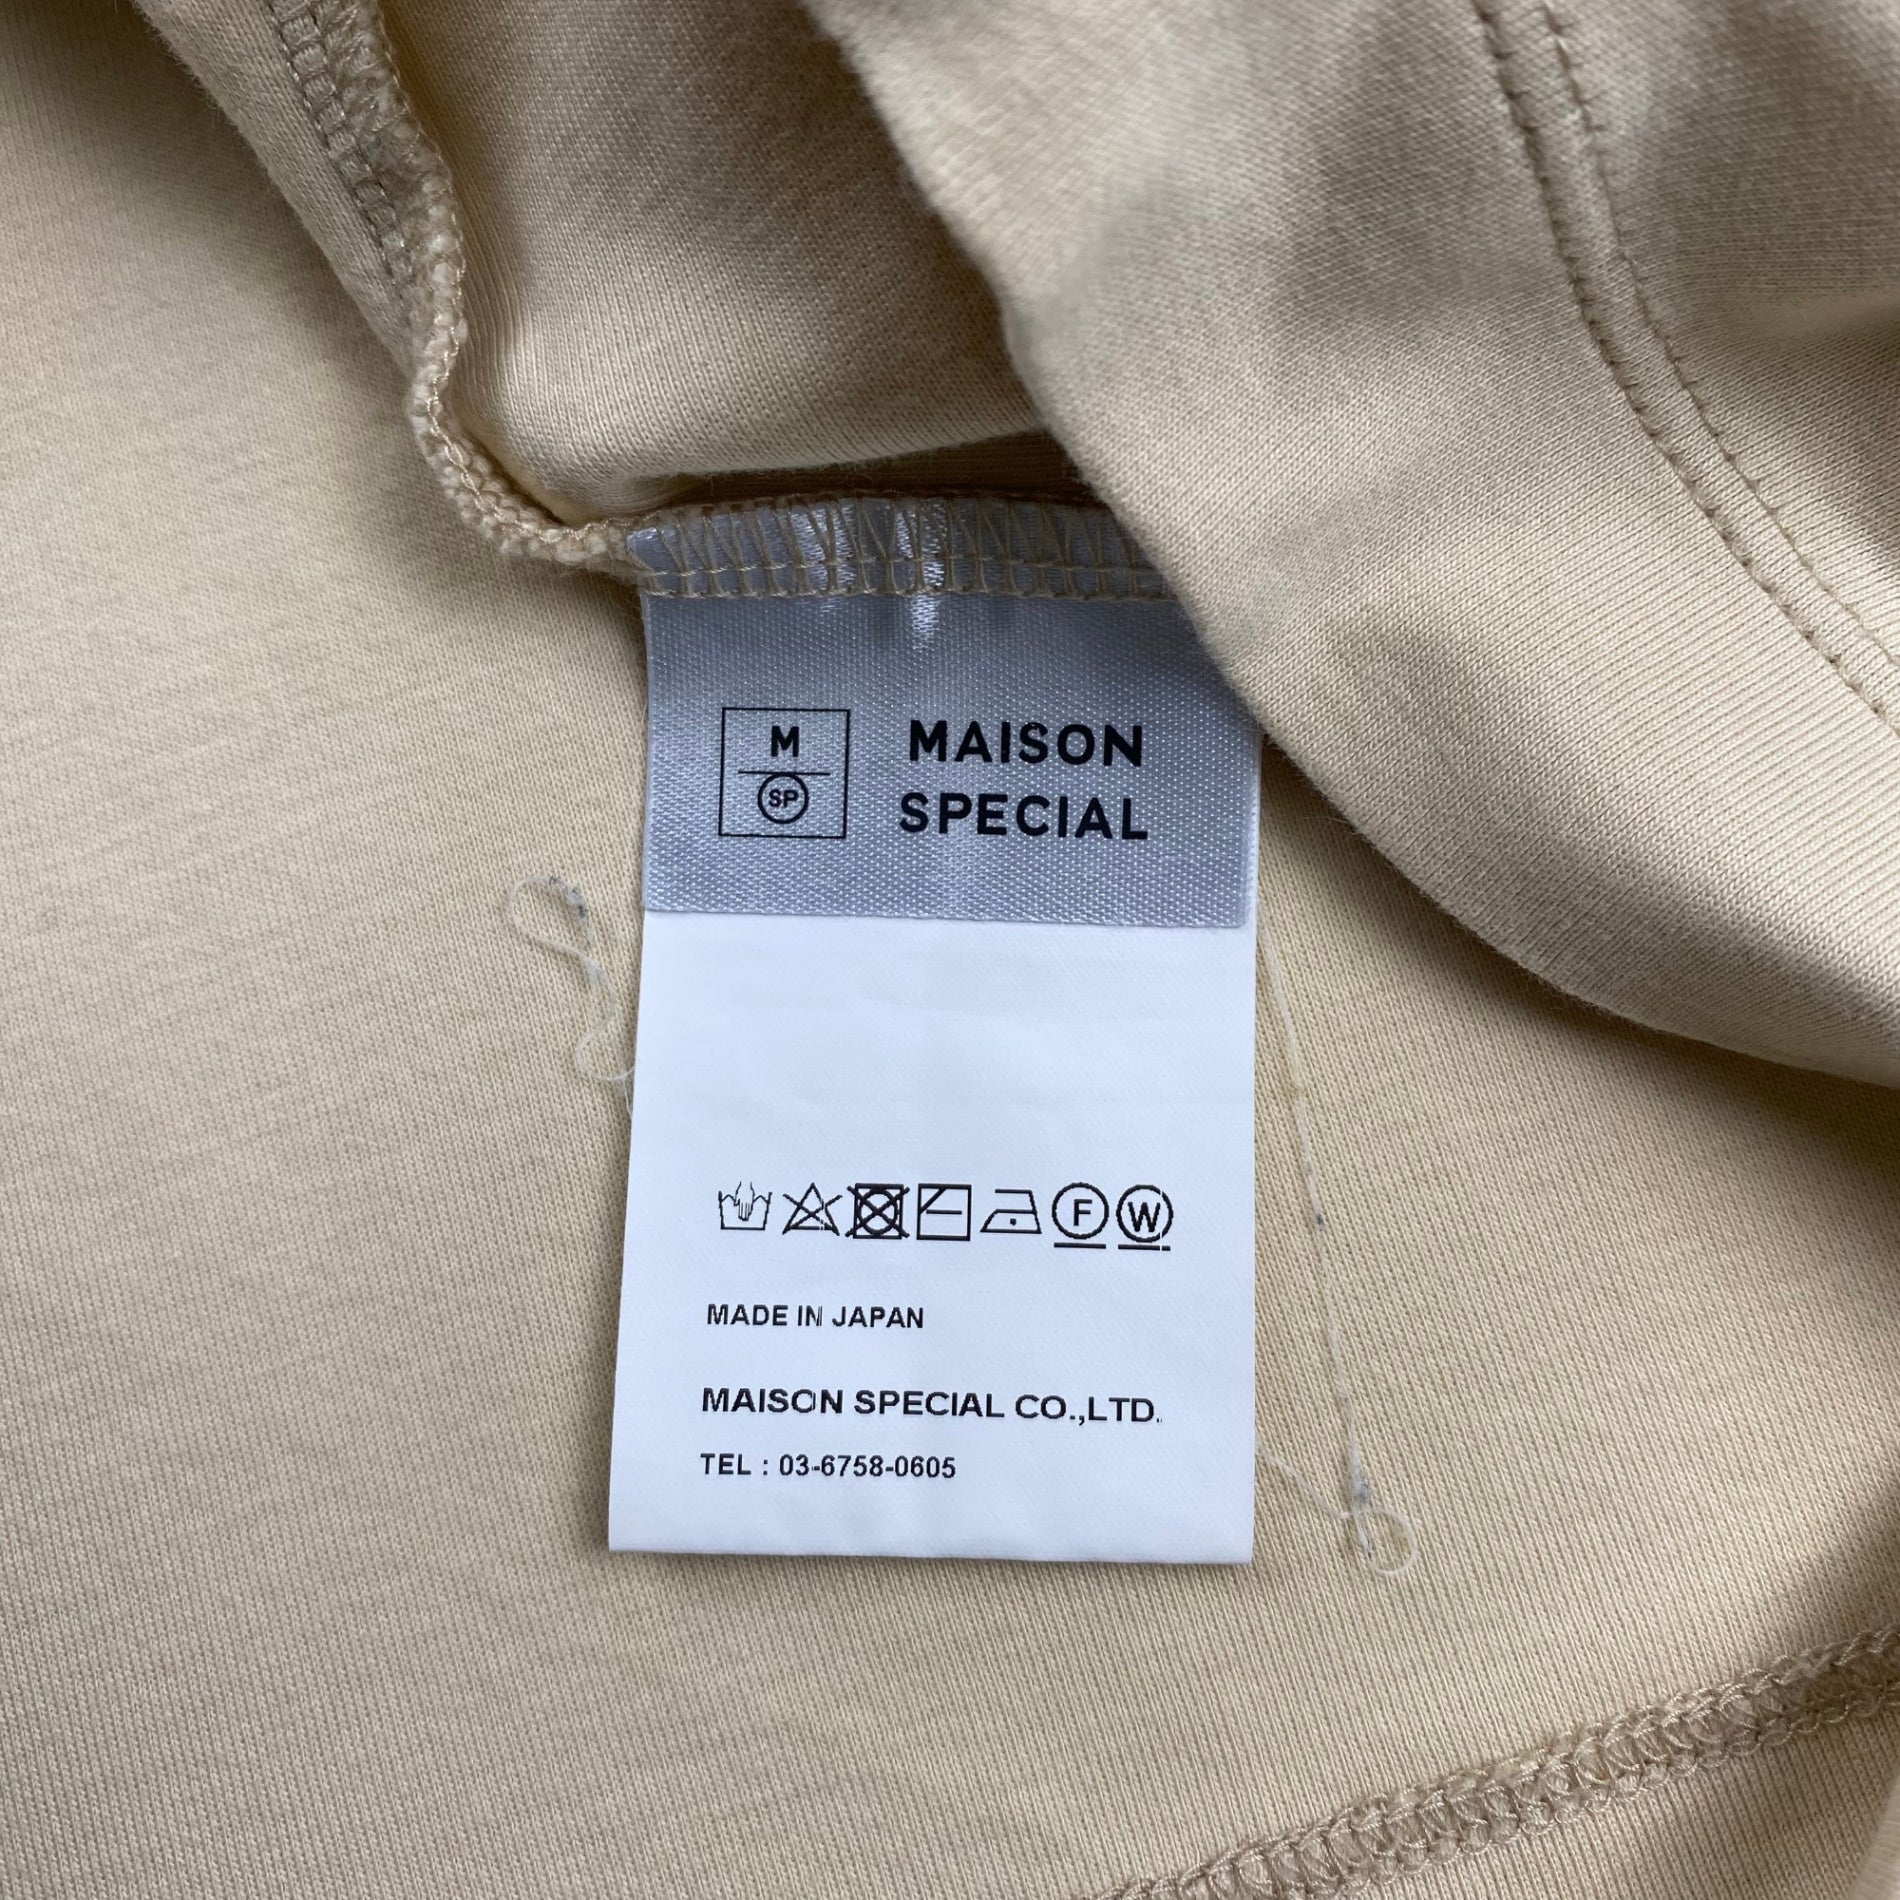 M
SP
MAISON
SPECIAL
F W
MADE IN JAPAN
MAISON SPECIAL CO.,LTD.
TEL : 03-6758-0605